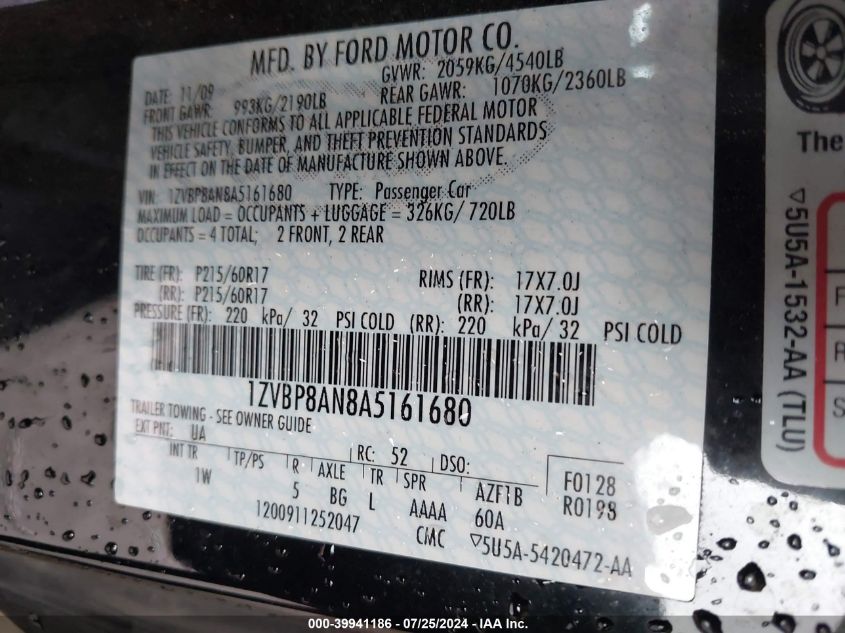 MFD. BY FORD MOTOR CO.
DATE: 11/09
GVWR: 2059KG/4540LB
FRONT GAWR: 993KG/2190LB
REAR GAWR: 1070KG/2360LB
THIS VEHICLE CONFORMS TO ALL APPLICABLE FEDERAL MOTOR
VEHICLE SAFETY, BUMPER, AND THEFT PREVENTION STANDARDS
IN EFFECT ON THE DATE OF MANUFACTURE SHOWN ABOVE.
VIN: 1ZVBP8AN8A5161680 TYPE: Passenger Car
MAXIMUM LOAD = OCCUPANTS + LUGGAGE = 326KG/ 720LB
OCCUPANTS = 4 TOTAL; 2 FRONT, 2 REAR
TIRE (FR): P215/60R17 RIMS (FR): 17X7.0J
(RR): P215/60R17 (RR): 17X7.0J
PRESSURE (FR): 220 kPa/ 32 PSI COLD (RR): 220 kPa/ 32 PSI COLD
1ZVBP8AN8A5161680
TRAILER TOWING - SEE OWNER GUIDE
EXT PNT: UA RC: 52 DSO:
INT TR TP/PS R AXLE TR SPR AZF1B F0128
1W 5 BG L AAAA 60A R0198
1200911252047 CMC ▽5U5A-5420472-AA
The
▽5U5A-1532-AA (TLU)
F
R
S
000-39941186 - 07/25/2024 - IAA Inc.